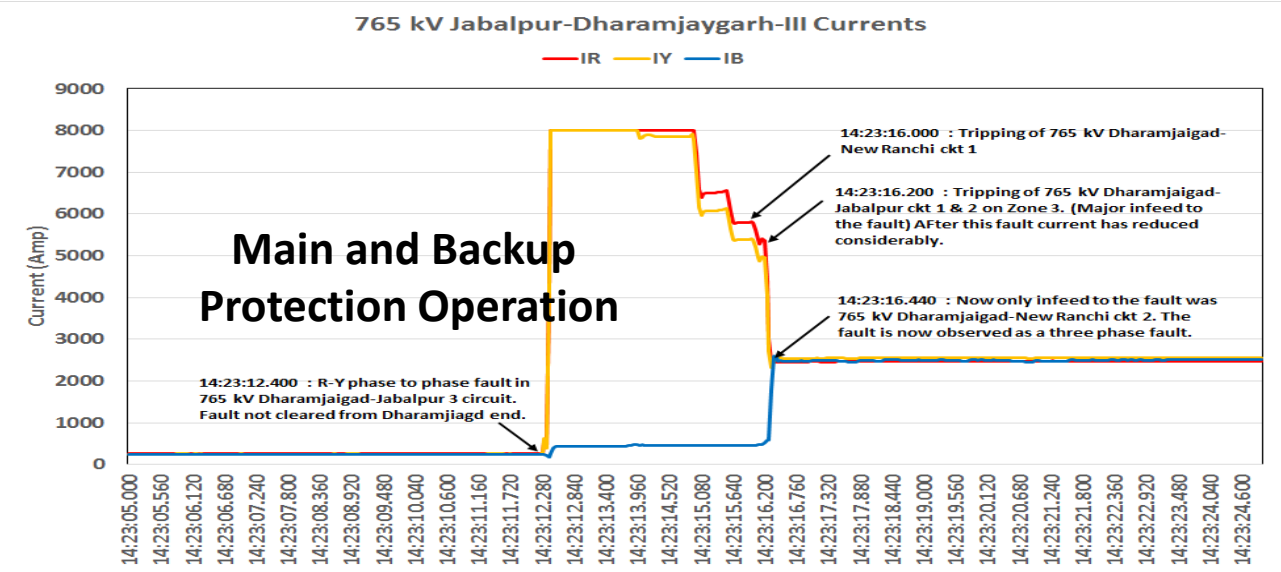 765 kV Jabalpur-Dharamjaygarh-III Currents
IR IY IB
9000
8000
7000
6000
5000
4000
3000
2000
1000
0
Current (Amp)
Main and Backup
Protection Operation
14:23:12.400 : R-Y phase to phase fault in
765 kV Dharamjaigad-Jabalpur 3 circuit.
Fault not cleared from Dharamjiagd end.
14:23:16.000 : Tripping of 765 kV Dharamjaigad-
New Ranchi ckt 1
14:23:16.200 : Tripping of 765 kV Dharamjaigad-
Jabalpur ckt 1 & 2 on Zone 3. (Major infeed to
the fault) AFter this fault current has reduced
considerably.
14:23:16.440 : Now only infeed to the fault was
765 kV Dharamjaigad-New Ranchi ckt 2. The
fault is now observed as a three phase fault.
14:23:05.000
14:23:05.560
14:23:06.120
14:23:06.680
14:23:07.240
14:23:07.800
14:23:08.360
14:23:08.920
14:23:09.480
14:23:10.040
14:23:10.600
14:23:11.160
14:23:11.720
14:23:12.280
14:23:12.840
14:23:13.400
14:23:13.960
14:23:14.520
14:23:15.080
14:23:15.640
14:23:16.200
14:23:16.760
14:23:17.320
14:23:17.880
14:23:18.440
14:23:19.000
14:23:19.560
14:23:20.120
14:23:20.680
14:23:21.240
14:23:21.800
14:23:22.360
14:23:22.920
14:23:23.480
14:23:24.040
14:23:24.600